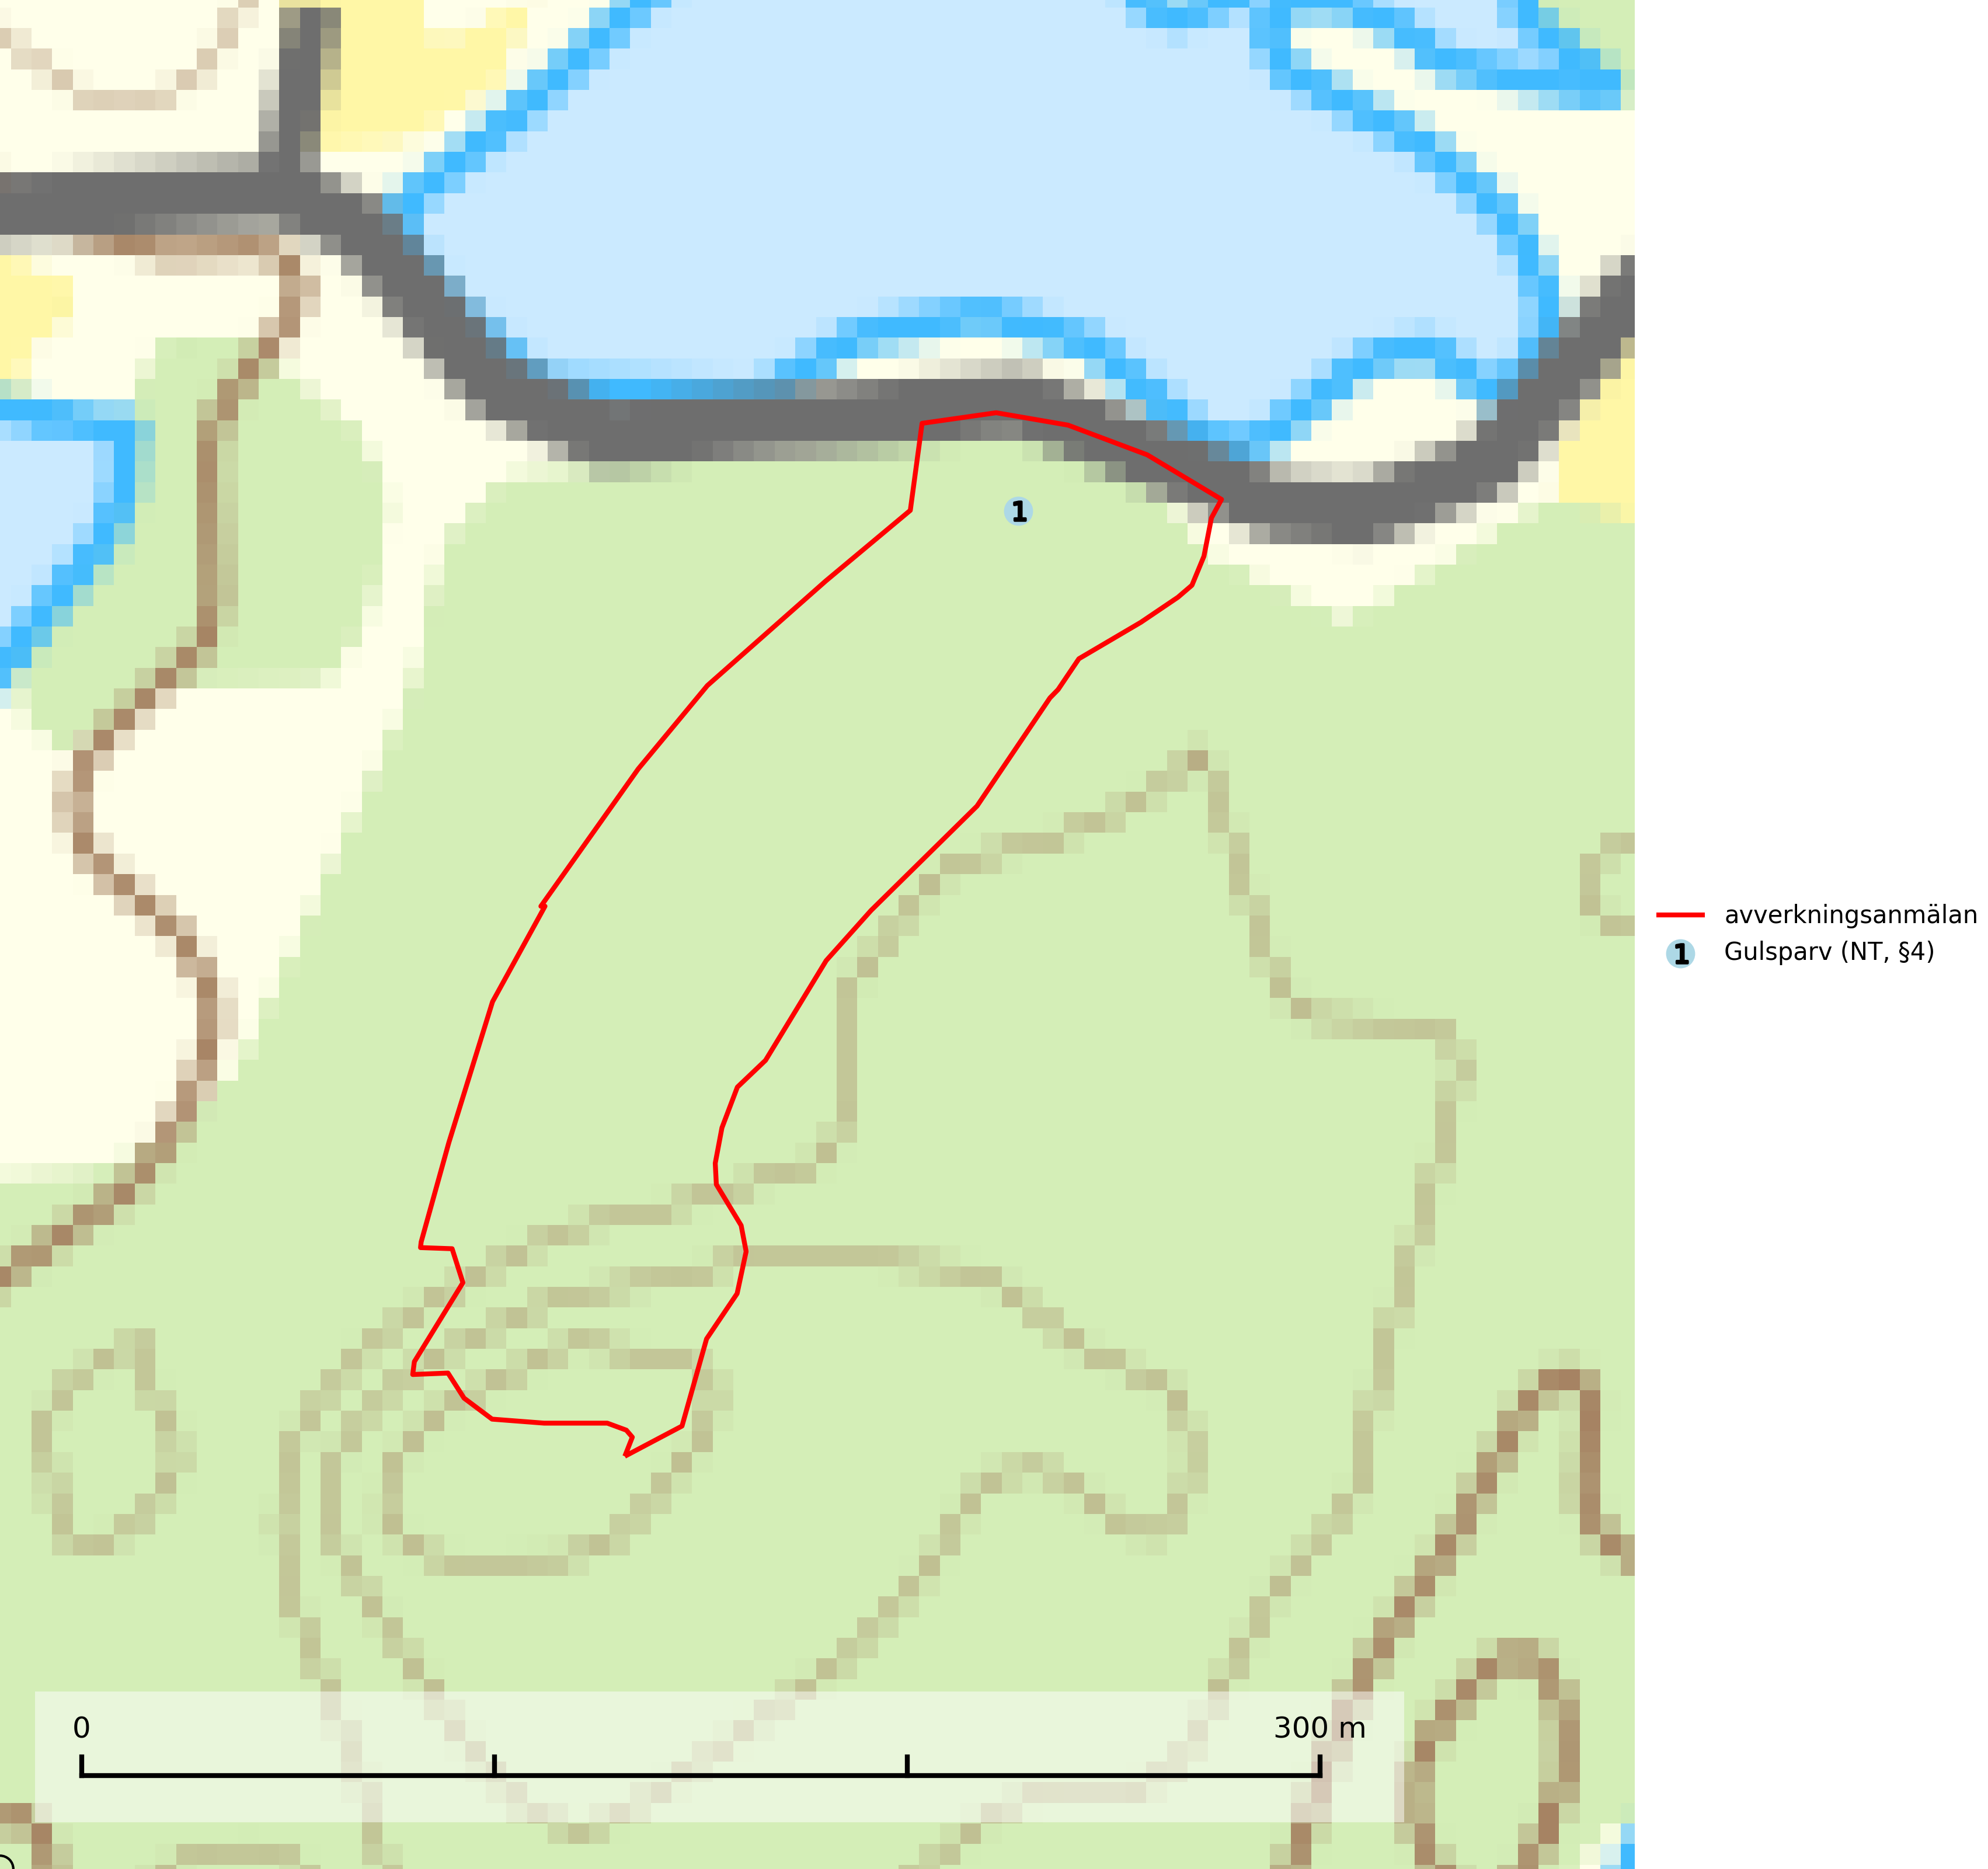 1
avverkningsanmälan
1 Gulsparv (NT, §4)
0 300 m